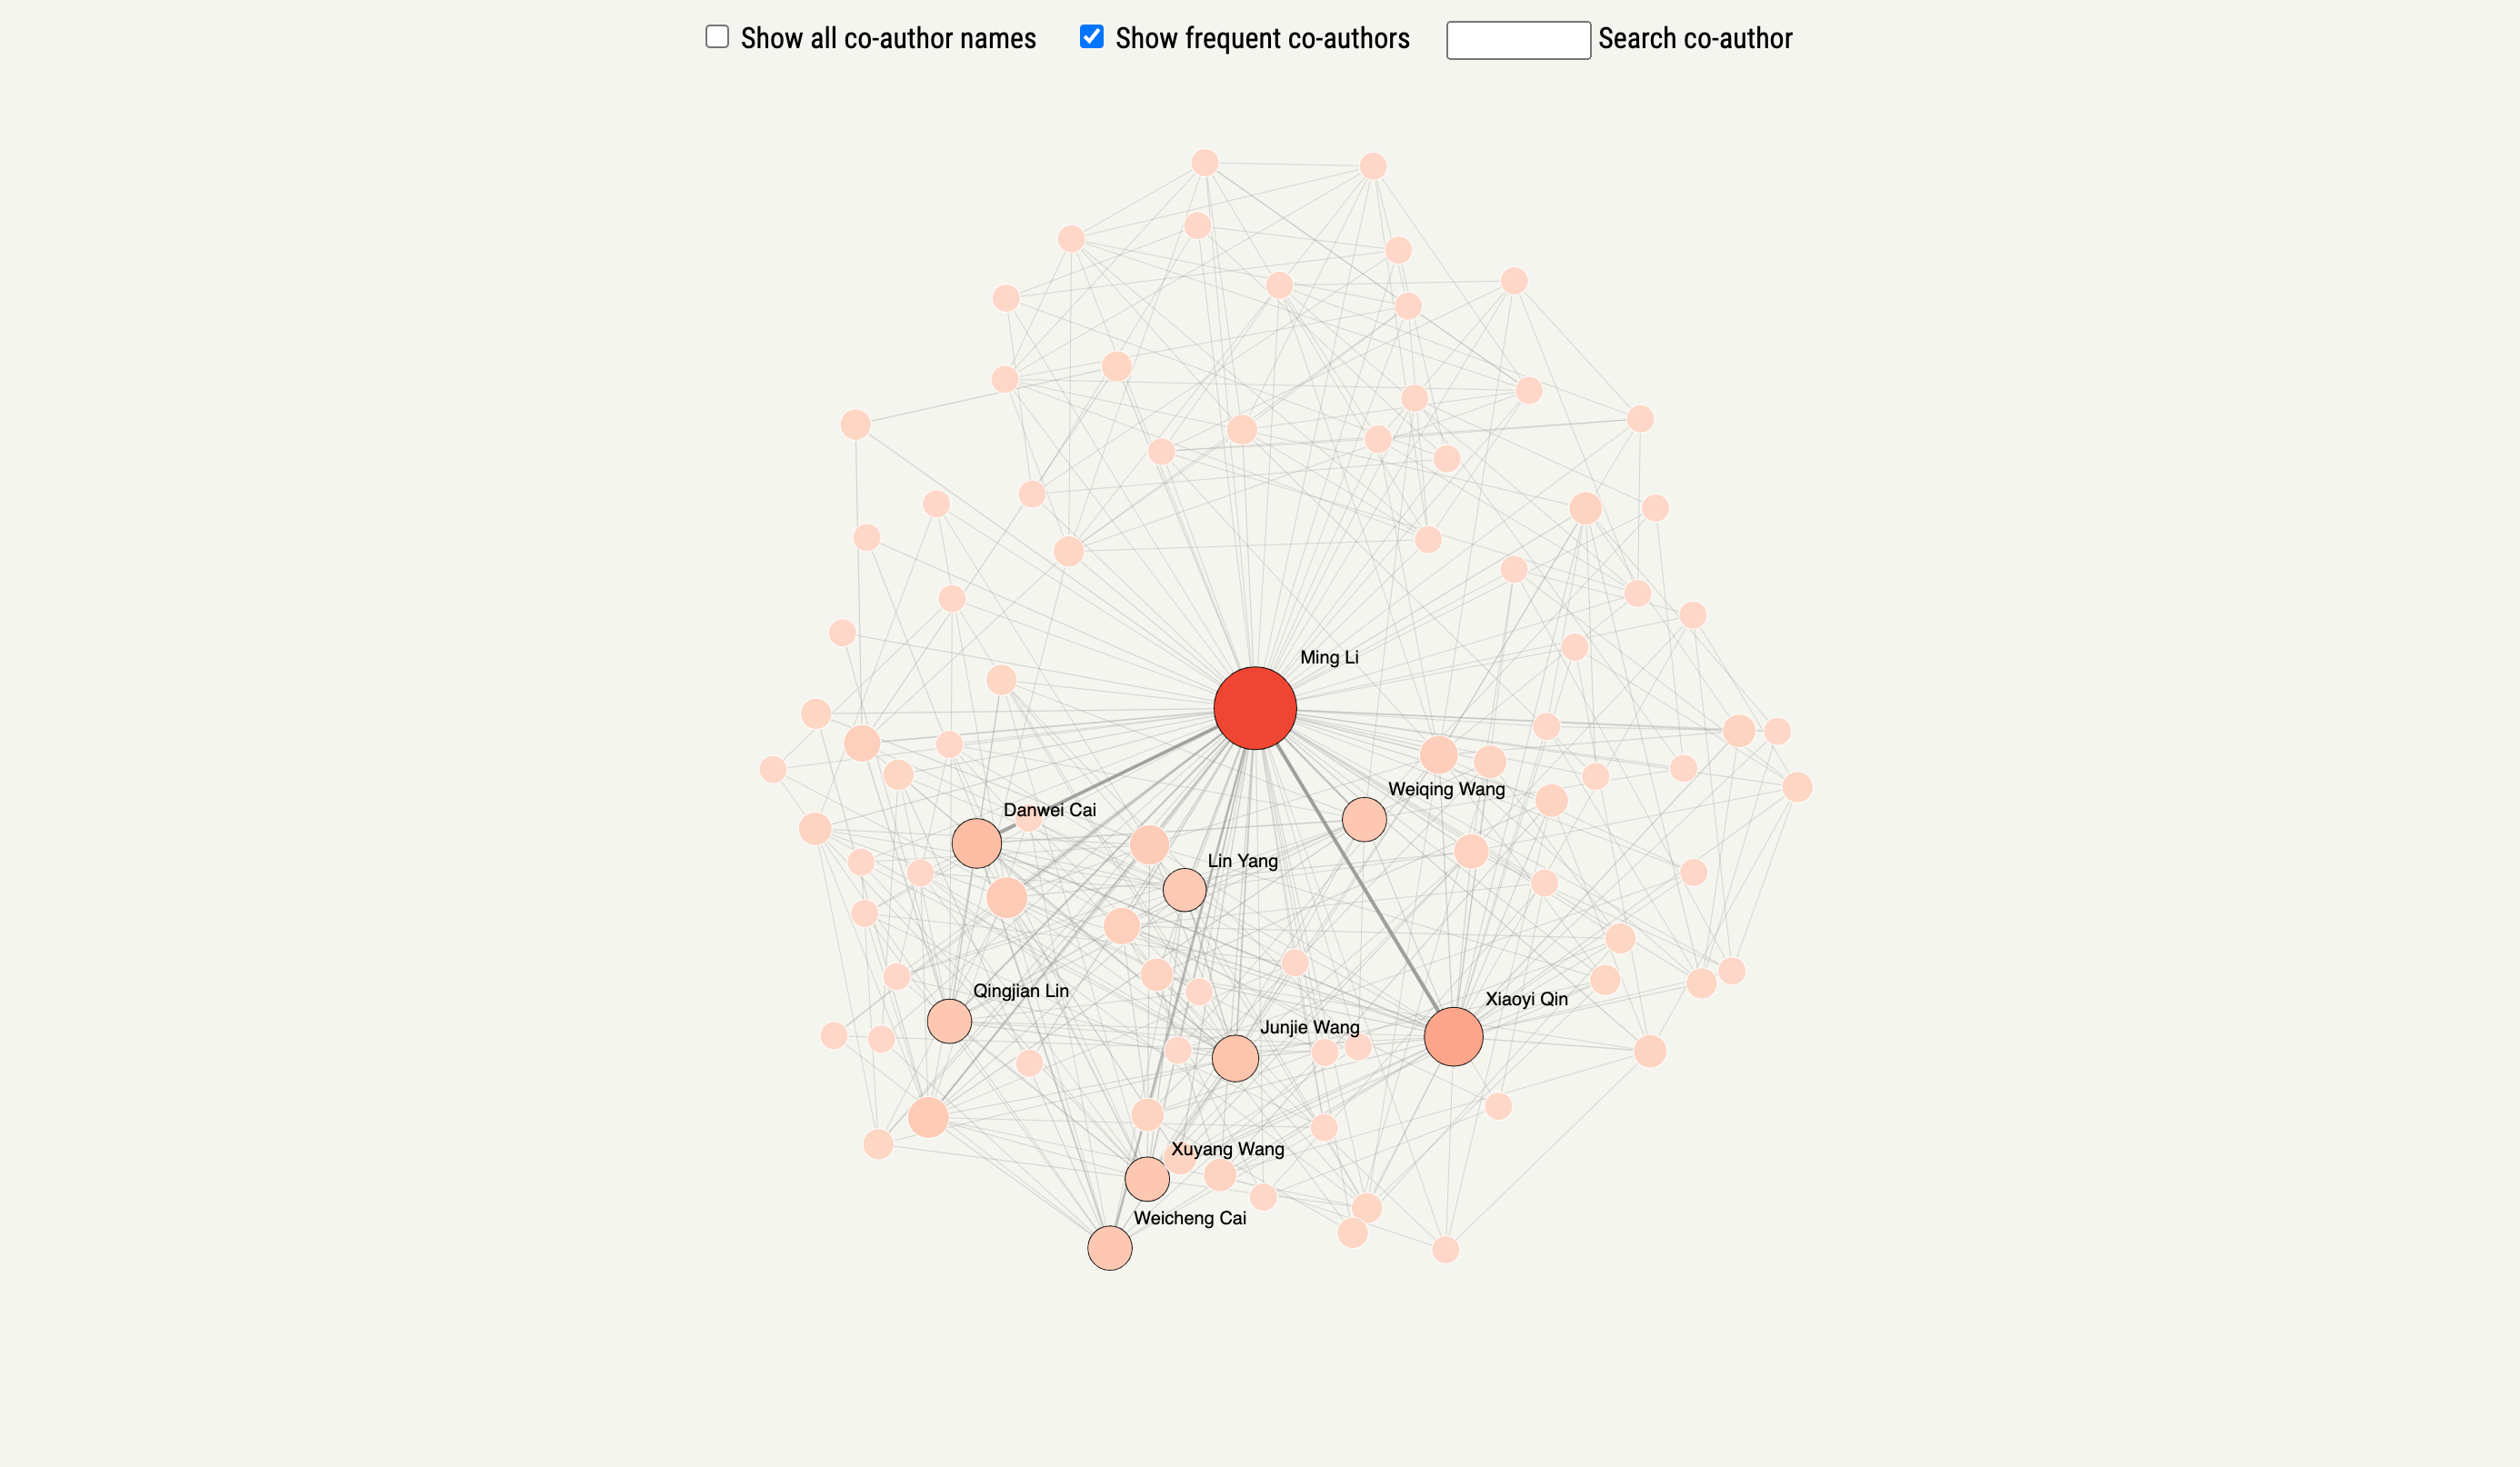 Show all co-author names
Show frequent co-authors
Search co-author
Ming Li
Weiqing Wang
Danwei Cai
Lin Yang
Qingjian Lin
Xiaoyi Qin
Junjie Wang
Xuyang Wang
Weicheng Cai